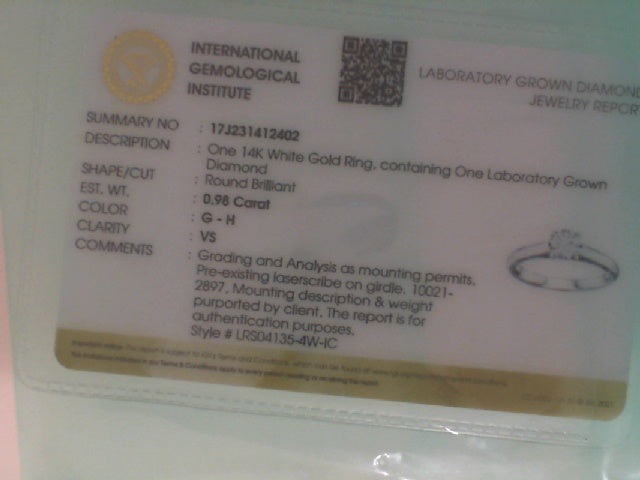 INTERNATIONAL
GEMOLOGICAL
INSTITUTE
LABORATORY GROWN DIAMOND
JEWELRY REPORT
SUMMARY NO : 17J231412402
DESCRIPTION : One 14K White Gold Ring, containing One Laboratory Grown
Diamond
SHAPE/CUT : Round Brilliant
EST. WT. : 0.98 Carat
COLOR : G - H
CLARITY : VS
COMMENTS : Grading and Analysis as mounting permits.
Pre-existing laserscribe on girdle. 10021-
2897, Mounting description & weight
purported by client. The report is for
authentication purposes.
Style # LRS04135-4W-IC